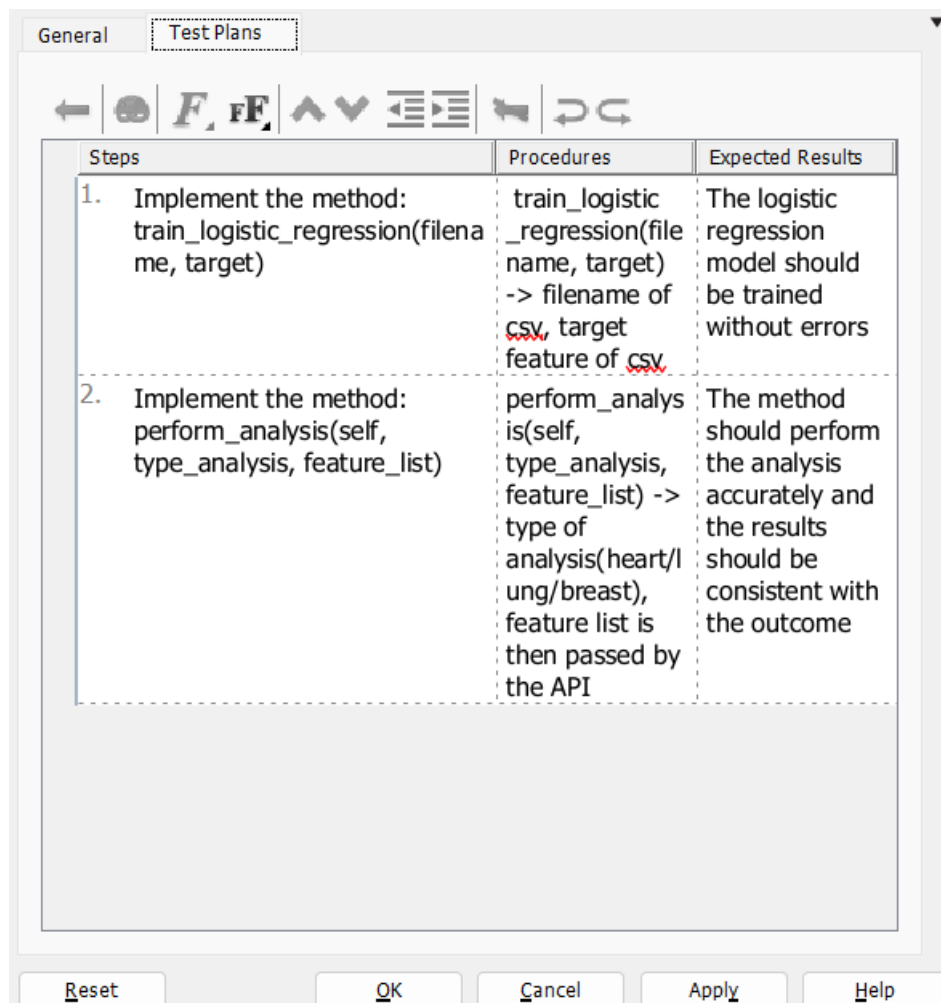 General
Test Plans
Steps
Procedures
Expected Results
1.
Implement the method:
train_logistic_regression(filena
me, target)
train_logistic
_regression(file
name, target)
-> filename of
csv, target
feature of csv
The logistic
regression
model should
be trained
without errors
2.
Implement the method:
perform_analysis(self,
type_analysis, feature_list)
perform_analys
is(self,
type_analysis,
feature_list) ->
type of
analysis(heart/l
ung/breast),
feature list is
then passed by
the API
The method
should perform
the analysis
accurately and
the results
should be
consistent with
the outcome
Reset
OK
Cancel
Apply
Help